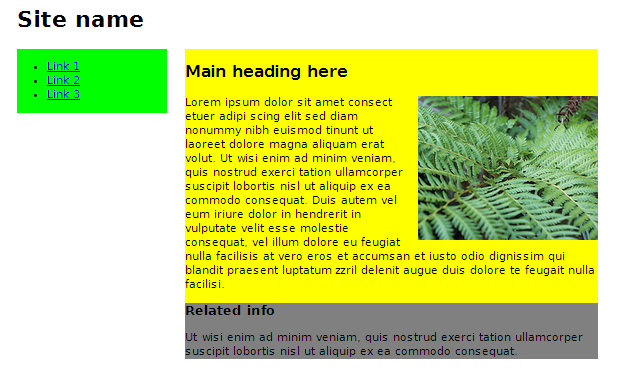 Site name
Link 1
Link 2
Link 3
Main heading here
Lorem ipsum dolor sit amet consect
etuer adipi scing elit sed diam
nonummy nibh euismod tinunt ut
laoreet dolore magna aliquam erat
volut. Ut wisi enim ad minim veniam,
quis nostrud exerci tation ullamcorper
suscipit lobortis nisl ut aliquip ex ea
commodo consequat. Duis autem vel
eum iriure dolor in hendrerit in
vulputate velit esse molestie
consequat, vel illum dolore eu feugiat
nulla facilisis at vero eros et accumsan et iusto odio dignissim qui
blandit praesent luptatum zzril delenit augue duis dolore te feugait nulla
facilisi.
Related info
Ut wisi enim ad minim veniam, quis nostrud exerci tation ullamcorper
suscipit lobortis nisl ut aliquip ex ea commodo consequat.